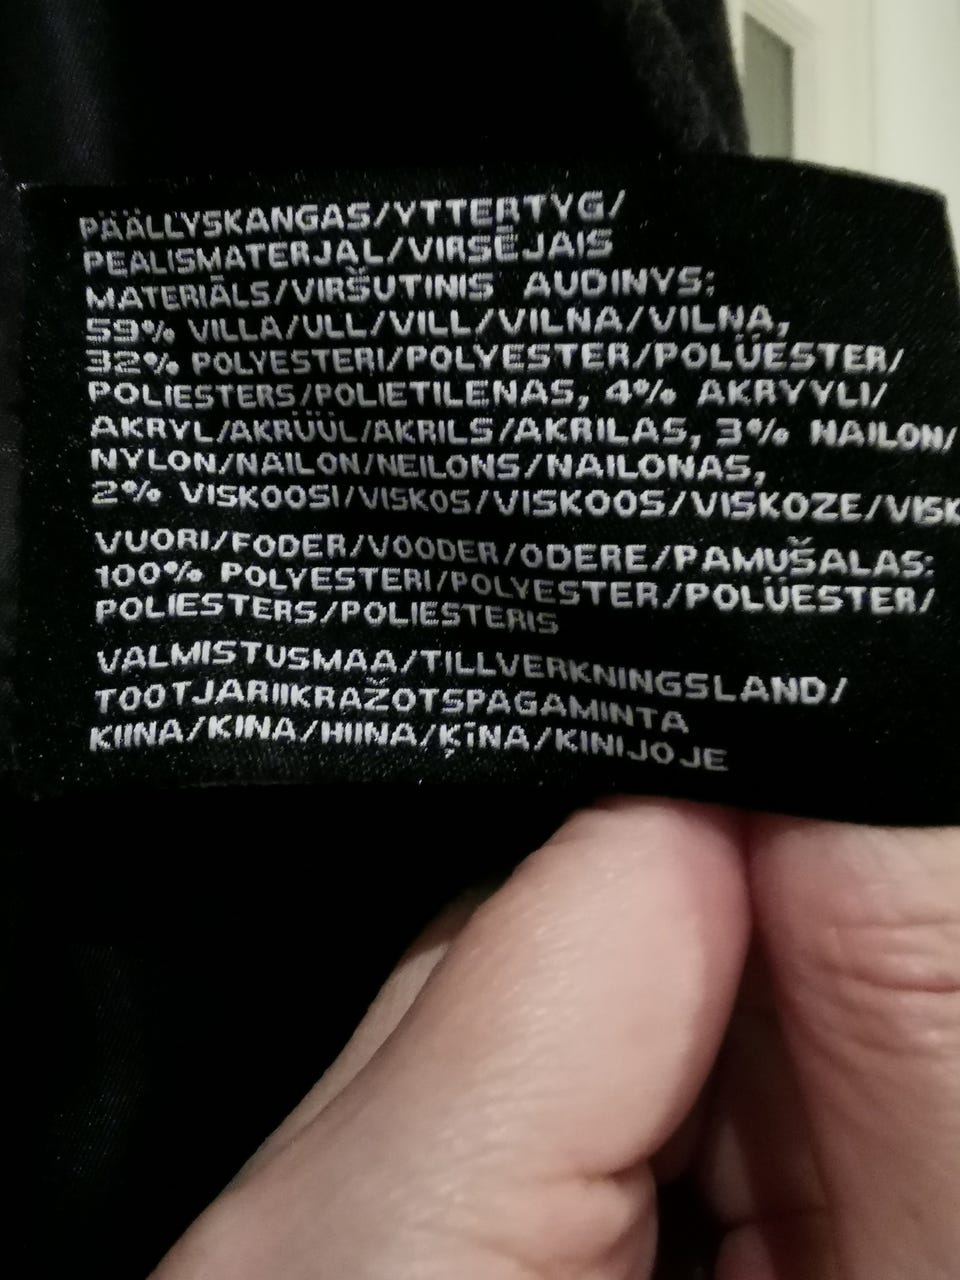 PÄÄLLYSKANGAS/YTTERTYG/
PEALISMATERJAL/VIRSĒJAIS
MATERIĀLS/VIRŠUTINIS AUDINYS:
59% VILLA/ULL/VILL/VILNA/VILNA,
32% POLYESTERI/POLYESTER/POLÜESTER/
POLIESTERS/POLIETILENAS, 4% AKRYYLI/
AKRYL/AKRÜÜL/AKRILS/AKRILAS, 3% NAILON/
NYLON/NAILON/NEILONS/NAILONAS,
2% VISKOOSI/VISKOS/VISKOOS/VISKOZE/VISK
VUORI/FODER/VOODER/ODERE/PAMUŠALAS:
100% POLYESTERI/POLYESTER/POLÜESTER/
POLIESTERS/POLIESTERIS
VALMISTUSMAA/TILLVERKNINGSLAND/
TOOTJARIIKRAŽOTSPAGAMINTA
KIINA/KINA/HIINA/ĶĪNA/KINIJOJE